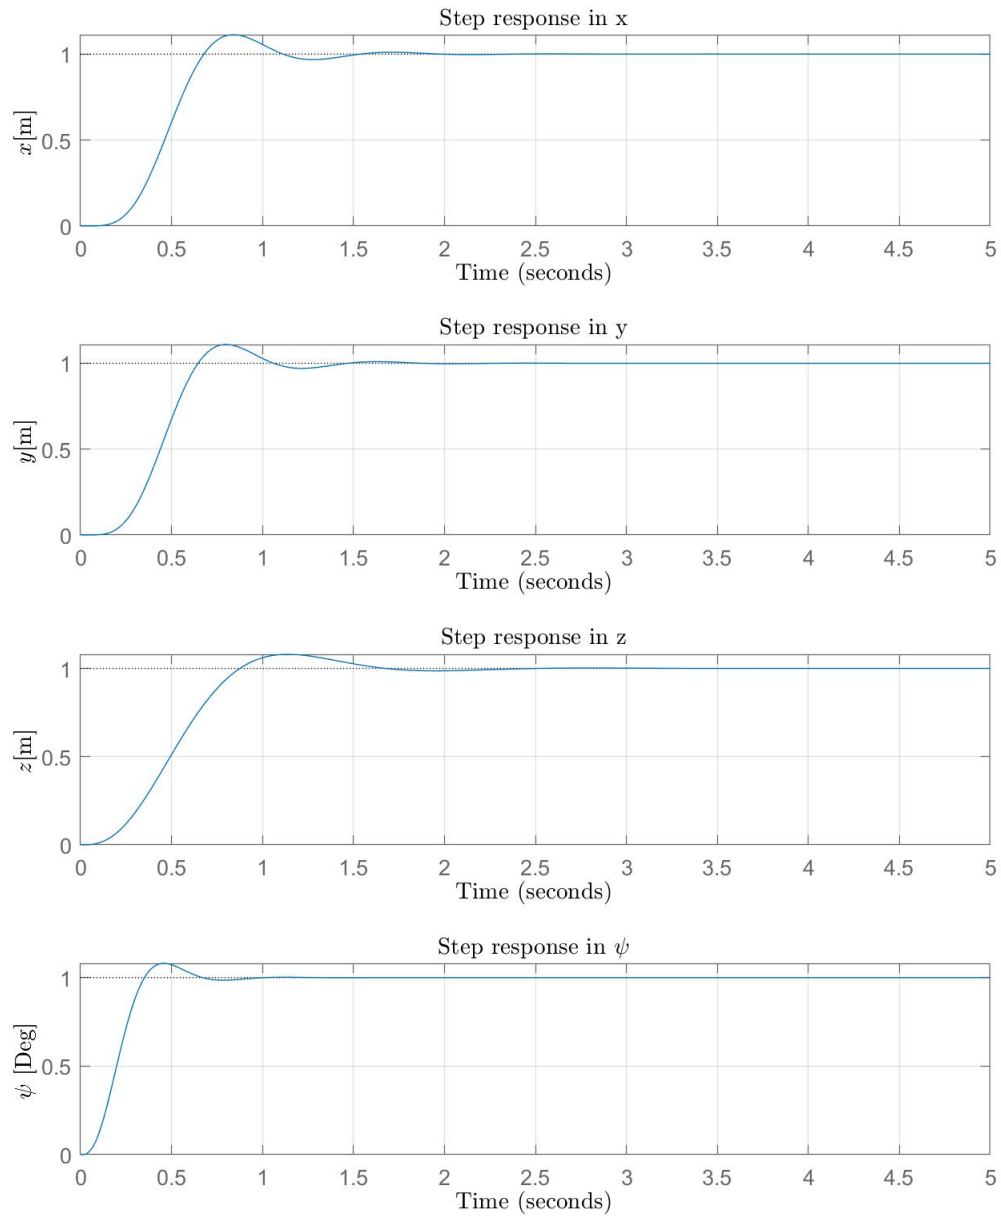 Step response in x
x[m]
1
0.5
0
0 0.5 1 1.5 2 2.5 3 3.5 4 4.5 5
Time (seconds)
Step response in y
y[m]
1
0.5
0
0 0.5 1 1.5 2 2.5 3 3.5 4 4.5 5
Time (seconds)
Step response in z
z[m]
1
0.5
0
0 0.5 1 1.5 2 2.5 3 3.5 4 4.5 5
Time (seconds)
Step response in ψ
ψ [Deg]
1
0.5
0
0 0.5 1 1.5 2 2.5 3 3.5 4 4.5 5
Time (seconds)